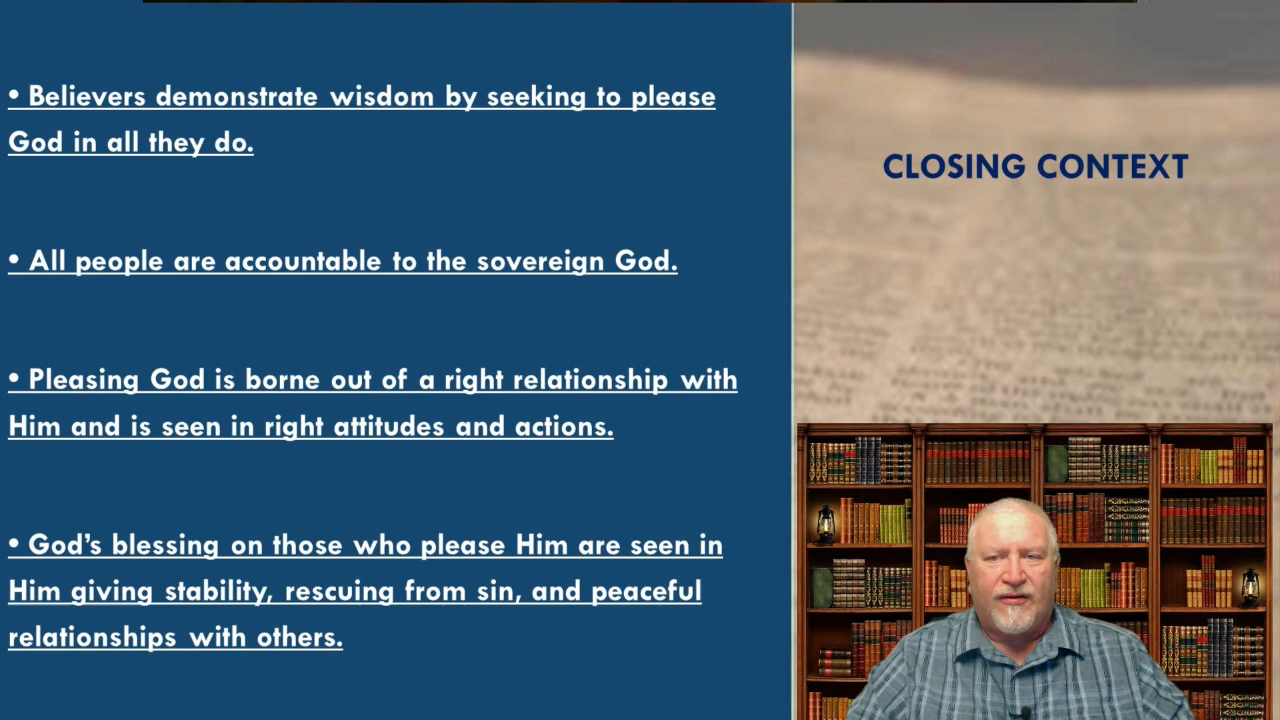 • Believers demonstrate wisdom by seeking to please
God in all they do.
• All people are accountable to the sovereign God.
• Pleasing God is borne out of a right relationship with
Him and is seen in right attitudes and actions.
• God’s blessing on those who please Him are seen in
Him giving stability, rescuing from sin, and peaceful
relationships with others.
CLOSING CONTEXT